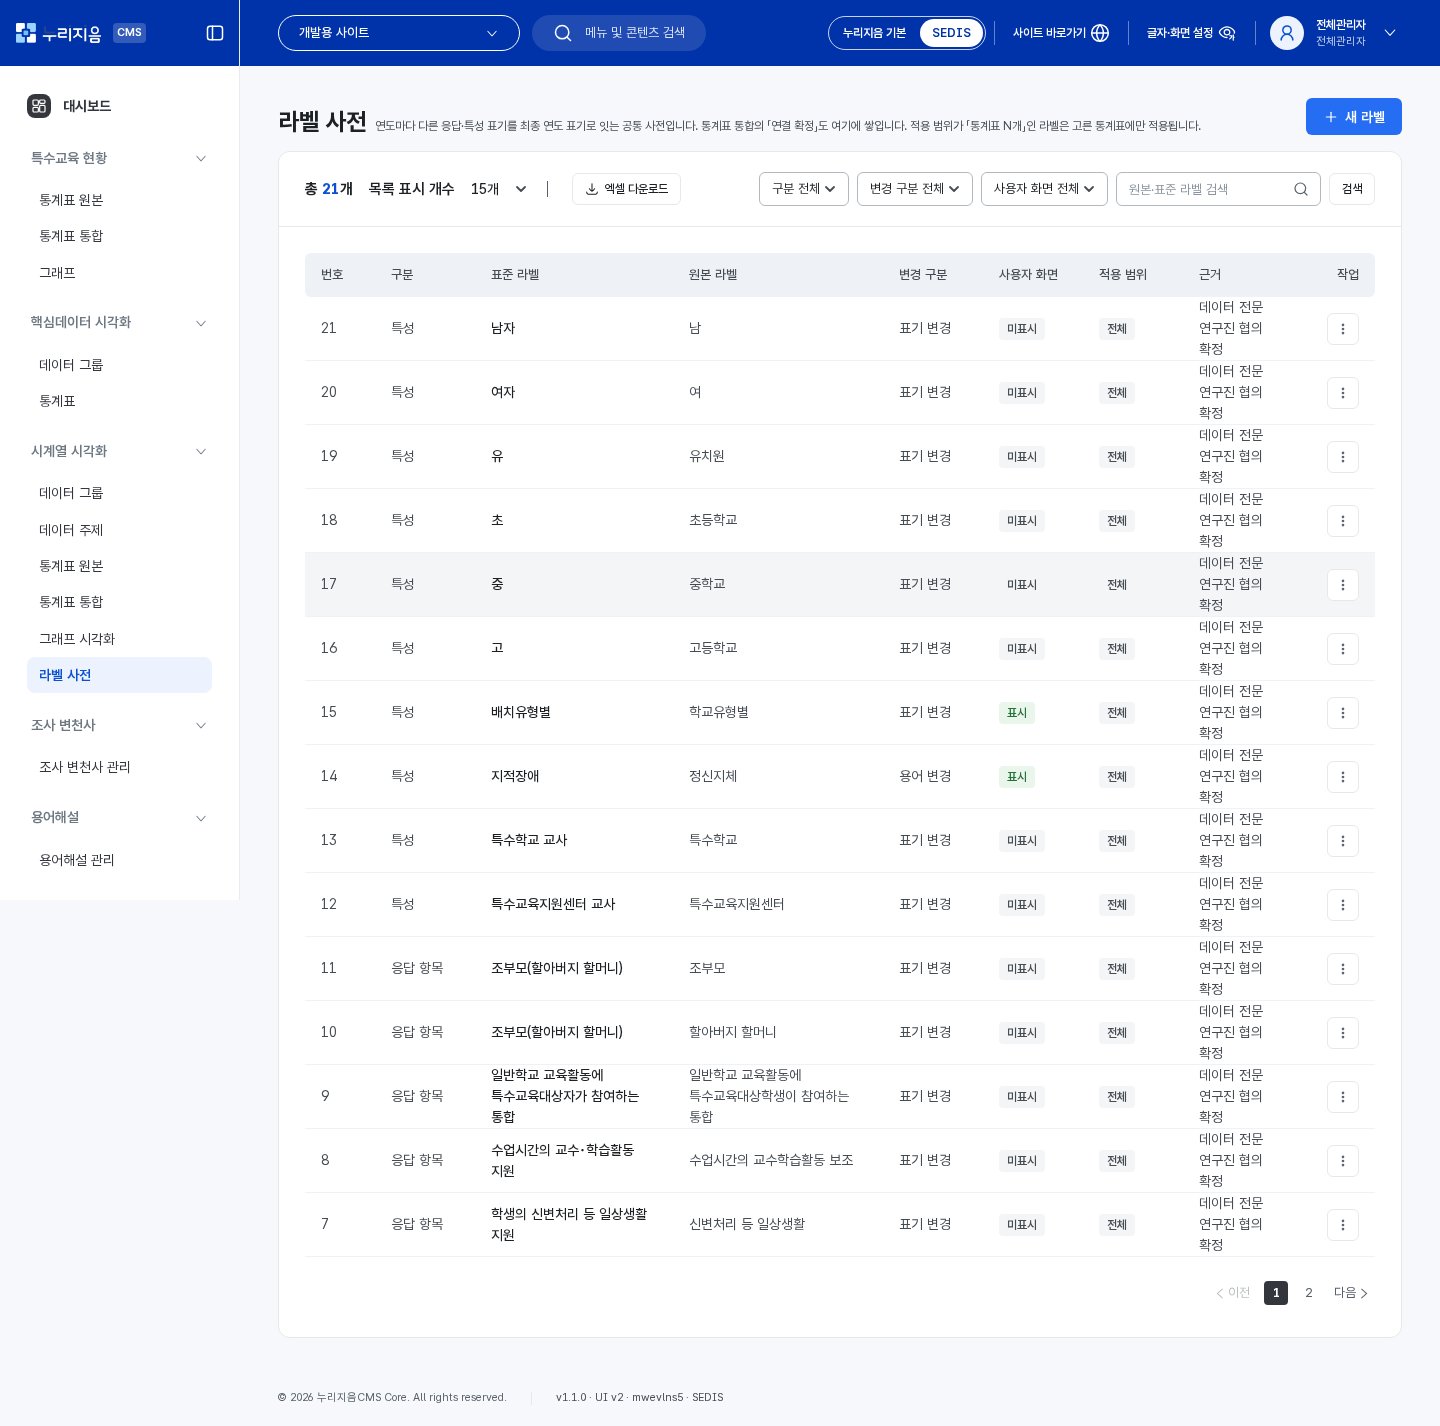 누리지음 CMS
개발용 사이트
메뉴 및 콘텐츠 검색
누리지음 기본 SEDIS
사이트 바로가기
글자·화면 설정
전체관리자
전체관리자
대시보드
특수교육 현황
통계표 원본
통계표 통합
그래프
핵심데이터 시각화
데이터 그룹
통계표
시계열 시각화
데이터 그룹
데이터 주제
통계표 원본
통계표 통합
그래프 시각화
라벨 사전
조사 변천사
조사 변천사 관리
용어해설
용어해설 관리
라벨 사전 연도마다 다른 응답·특성 표기를 최종 연도 표기로 잇는 공통 사전입니다. 통계표 통합의 「연결 확정」도 여기에 쌓입니다. 적용 범위가 「통계표 N개」인 라벨은 고른 통계표에만 적용됩니다.
새 라벨
총 21개 목록 표시 개수 15개 엑셀 다운로드 구분 전체 변경 구분 전체 사용자 화면 전체 원본·표준 라벨 검색 검색
번호 구분 표준 라벨 원본 라벨 변경 구분 사용자 화면 적용 범위 근거 작업
21 특성 남자 남 표기 변경 미표시 전체 데이터 전문
연구진 협의
확정
20 특성 여자 여 표기 변경 미표시 전체 데이터 전문
연구진 협의
확정
19 특성 유 유치원 표기 변경 미표시 전체 데이터 전문
연구진 협의
확정
18 특성 초 초등학교 표기 변경 미표시 전체 데이터 전문
연구진 협의
확정
17 특성 중 중학교 표기 변경 미표시 전체 데이터 전문
연구진 협의
확정
16 특성 고 고등학교 표기 변경 미표시 전체 데이터 전문
연구진 협의
확정
15 특성 배치유형별 학교유형별 표기 변경 표시 전체 데이터 전문
연구진 협의
확정
14 특성 지적장애 정신지체 용어 변경 표시 전체 데이터 전문
연구진 협의
확정
13 특성 특수학교 교사 특수학교 표기 변경 미표시 전체 데이터 전문
연구진 협의
확정
12 특성 특수교육지원센터 교사 특수교육지원센터 표기 변경 미표시 전체 데이터 전문
연구진 협의
확정
11 응답 항목 조부모(할아버지 할머니) 조부모 표기 변경 미표시 전체 데이터 전문
연구진 협의
확정
10 응답 항목 조부모(할아버지 할머니) 할아버지 할머니 표기 변경 미표시 전체 데이터 전문
연구진 협의
확정
9 응답 항목 일반학교 교육활동에
특수교육대상자가 참여하는
통합 일반학교 교육활동에
특수교육대상학생이 참여하는
통합 표기 변경 미표시 전체 데이터 전문
연구진 협의
확정
8 응답 항목 수업시간의 교수·학습활동
지원 수업시간의 교수학습활동 보조 표기 변경 미표시 전체 데이터 전문
연구진 협의
확정
7 응답 항목 학생의 신변처리 등 일상생활
지원 신변처리 등 일상생활 표기 변경 미표시 전체 데이터 전문
연구진 협의
확정
이전 1 2 다음
© 2026 누리지음CMS Core. All rights reserved. v1.1.0 · UI v2 · mwevlns5 · SEDIS